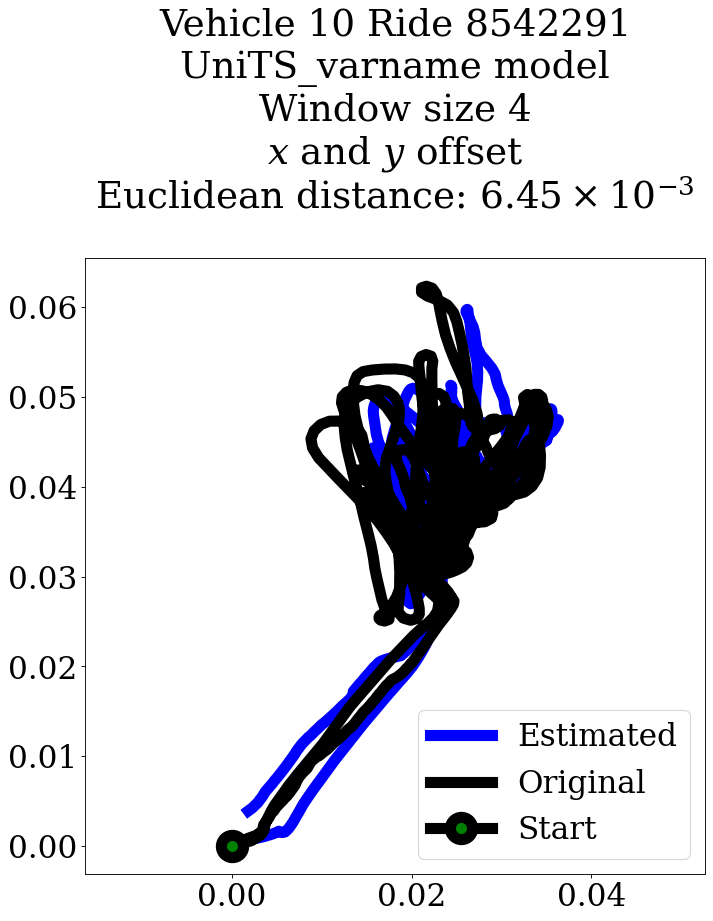 Vehicle 10 Ride 8542291
UniTS_varname model
Window size 4
x and y offset
Euclidean distance: 6.45 × 10⁻³
0.06
0.05
0.04
0.03
0.02
0.01
0.00
0.00 0.02 0.04
Estimated
Original
Start